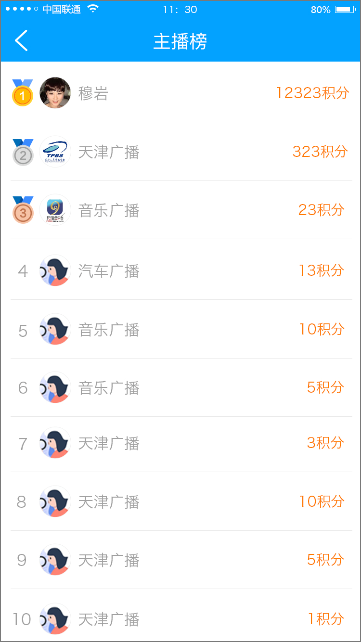 中国联通 11：30 80%
主播榜
1 穆岩 12323积分
2 天津广播 323积分
3 音乐广播 23积分
4 汽车广播 13积分
5 音乐广播 10积分
6 音乐广播 5积分
7 天津广播 3积分
8 天津广播 10积分
9 天津广播 5积分
10 天津广播 1积分